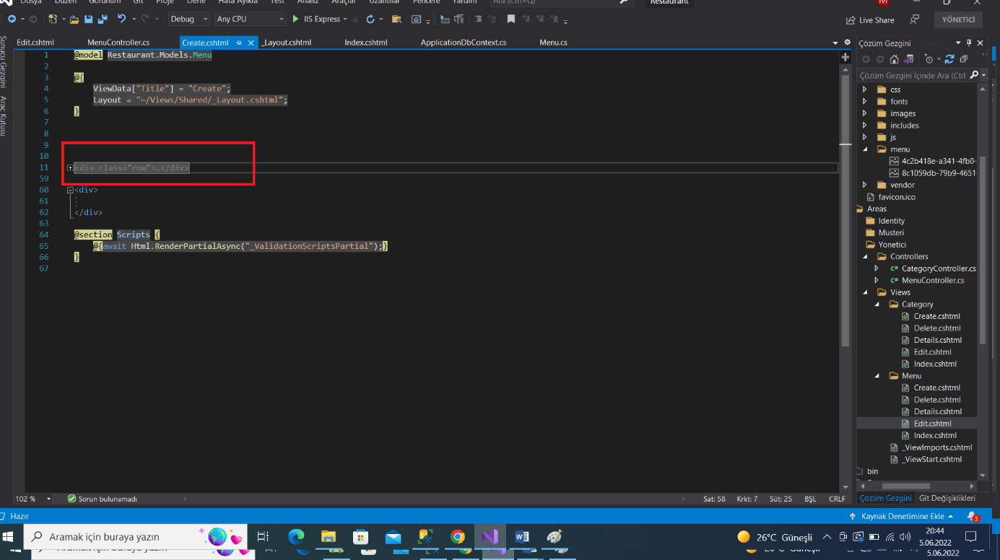 Dosya Düzen Görünüm Git Proje Derle Hata Ayıkla Test Analiz Araçlar Uzantılar Pencere Yardım Ara (Ctrl+Q) Restaurant
Debug Any CPU IIS Express Live Share YÖNETİCİ
Edit.cshtml MenuController.cs Create.cshtml _Layout.cshtml Index.cshtml ApplicationDbContext.cs Menu.cs
Sunucu Gezgini
Araç Kutusu
1 @model Restaurant.Models.Menu
2
3 @{
4 ViewData["Title"] = "Create";
5 Layout = "~/Views/Shared/_Layout.cshtml";
6 }
7
8
9
10
11 <div class="row">...</div>
59
60 <div>
61
62 </div>
63
64 @section Scripts {
65 @{await Html.RenderPartialAsync("_ValidationScriptsPartial");}
66 }
67
Çözüm Gezgini
Çözüm Gezgini İçinde Ara (Ctrl
css
fonts
images
includes
js
menu
4c2b418e-a341-4fb0-
8c1059db-79b9-4651-
vendor
favicon.ico
Areas
Identity
Musteri
Yonetici
Controllers
CategoryController.cs
MenuController.cs
Views
Category
Create.cshtml
Delete.cshtml
Details.cshtml
Edit.cshtml
Index.cshtml
Menu
Create.cshtml
Delete.cshtml
Details.cshtml
Edit.cshtml
Index.cshtml
_ViewImports.cshtml
_ViewStart.cshtml
bin
Çözüm Gezgini Git Değişiklikleri
102 % Sorun bulunamadı Sat: 58 Krkt: 7 Süt: 25 BŞL CRLF
Hazır Kaynak Denetimine Ekle 3
Aramak için buraya yazın 26°C Güneşli 20:44
5.06.2022
Aramak için buraya yazın 26°C Güneşli 5.06.2022